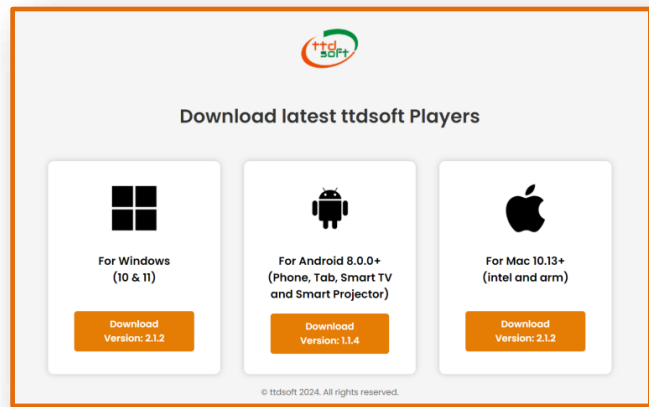 ttd
soft
Download latest ttdsoft Players
For Windows
(10 & 11)
Download
Version: 2.1.2
For Android 8.0.0+
(Phone, Tab, Smart TV
and Smart Projector)
Download
Version: 1.1.4
For Mac 10.13+
(intel and arm)
Download
Version: 2.1.2
© ttdsoft 2024. All rights reserved.